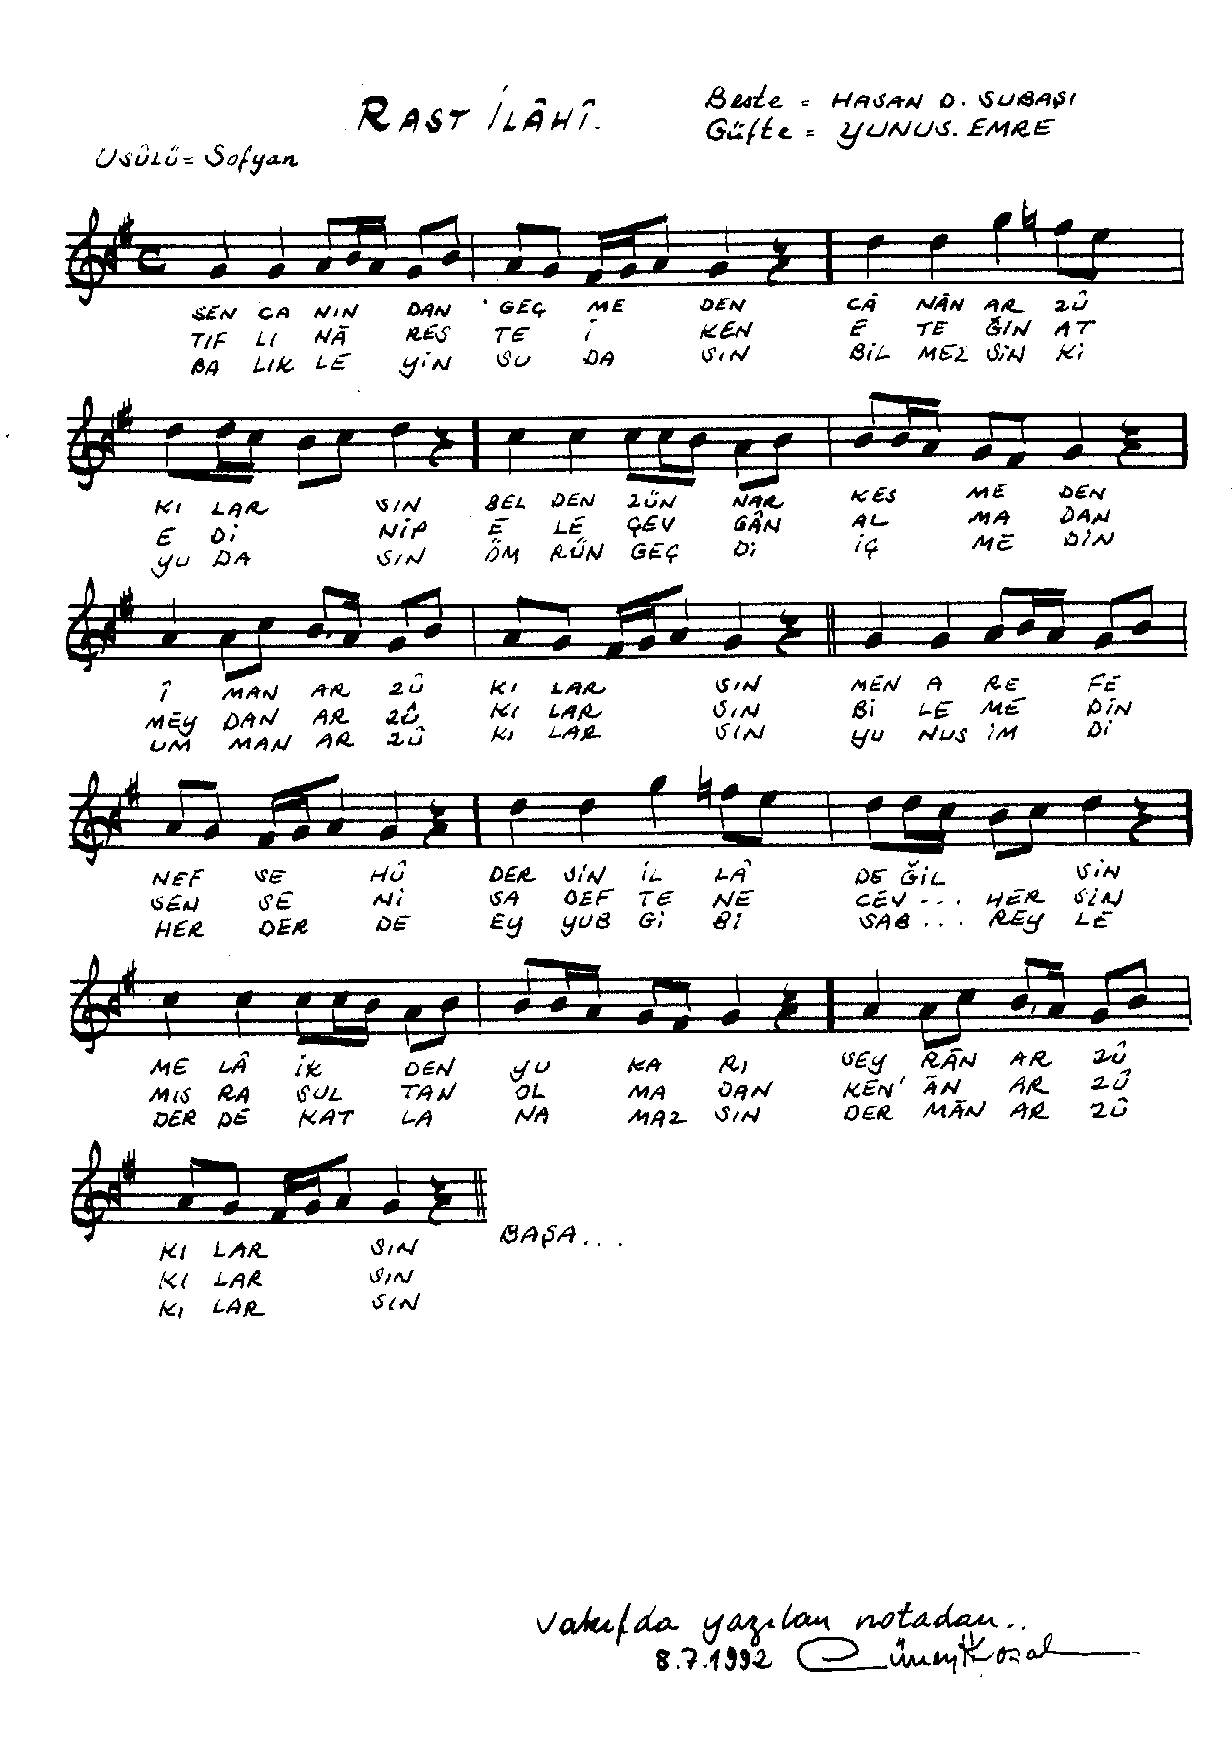 RAST İLÂHÎ.
Beste = HASAN D. SUBAŞI
Güfte = YUNUS. EMRE
USÛLÜ = Sofyan
SEN CA NIN DAN GEÇ ME DEN CÂ NÂN AR ZÛ
TIF LI NÂ RES TE İ KEN E TE ĞİN AT
BA LIK LE YİN SU DA SIN BİL MEZ SİN Kİ
KI LAR SIN BEL DEN ZÜN NAR KES ME DEN
E Dİ NİP E LE ÇEV GÂN AL MA DAN
YU DA SIN ÖM RÜN GEÇ Dİ İÇ ME DİN
Î MAN AR ZÛ KI LAR SIN MEN A RE FE
MEY DAN AR ZÛ KI LAR SIN Bİ LE ME DİN
UM MAN AR ZÛ KI LAR SIN YU NUS İM Dİ
NEF SE HÛ DER SİN İL LÂ DE ĞİL SİN
SEN SE Nİ SA DEF TE NE CEV - . . HER SİN
HER DER DE EY YUB Gİ Bİ SAB . . . REY LE
ME LÂ İK DEN YU KA RI SEY RÂN AR ZÛ
MIS RA SUL TAN OL MA DAN KEN' ÂN AR ZÛ
DER DE KAT LA NA MAZ SIN DER MÂN AR ZÛ
BAŞA . . .
KI LAR SIN
KI LAR SIN
KI LAR SIN
Vakıfda yazılan notadan..
8.7.1992 Cüneyt Kosal